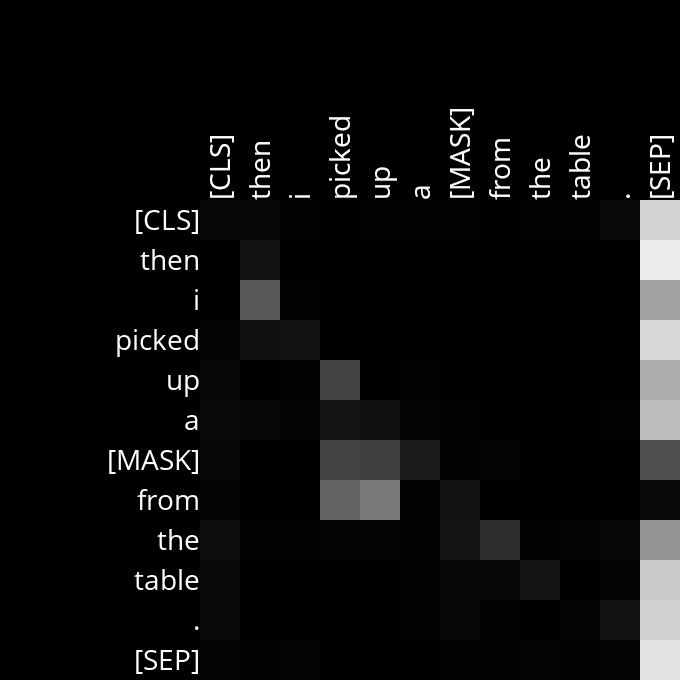 [CLS] then i picked up a [MASK] from the table . [SEP]
[CLS]
then
i
picked
up
a
[MASK]
from
the
table
.
[SEP]